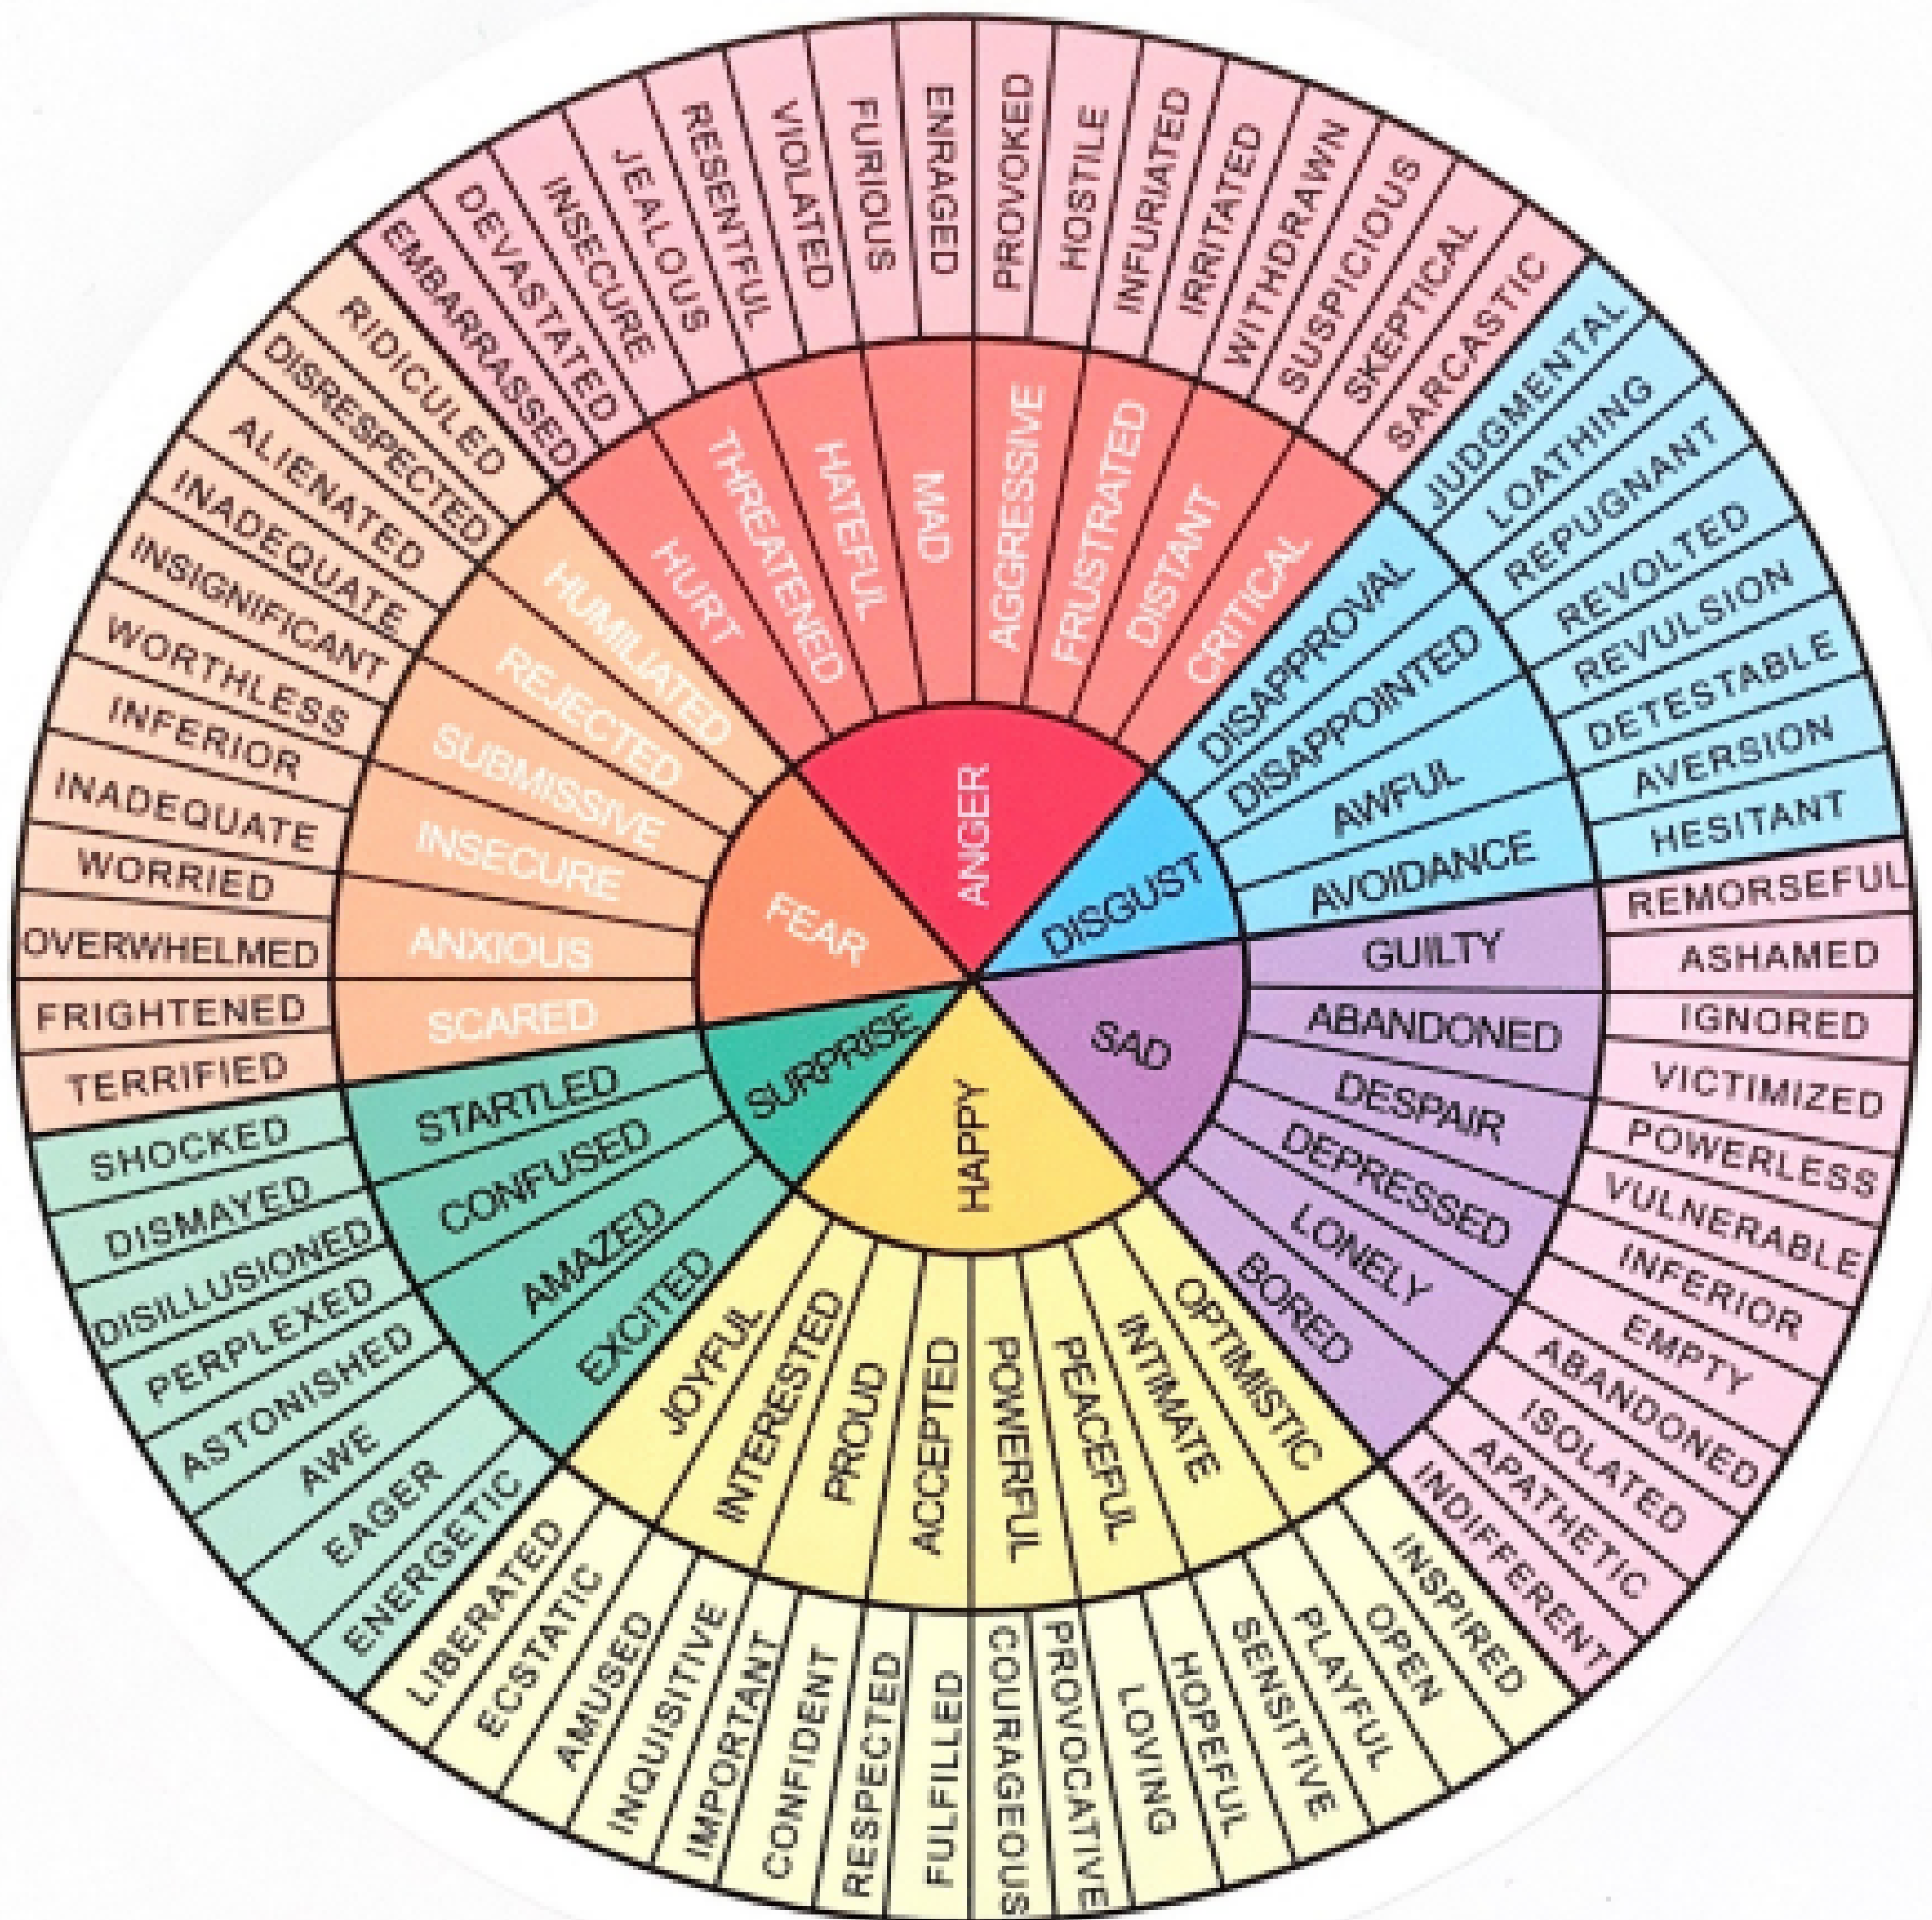 ANGER
DISGUST
SAD
HAPPY
SURPRISE
FEAR
HURT
THREATENED
HATEFUL
MAD
AGGRESSIVE
FRUSTRATED
DISTANT
CRITICAL
DISAPPROVAL
DISAPPOINTED
AWFUL
AVOIDANCE
GUILTY
ABANDONED
DESPAIR
DEPRESSED
LONELY
BORED
OPTIMISTIC
INTIMATE
PEACEFUL
POWERFUL
ACCEPTED
PROUD
INTERESTED
JOYFUL
EXCITED
AMAZED
CONFUSED
STARTLED
SCARED
ANXIOUS
INSECURE
SUBMISSIVE
REJECTED
HUMILIATED
EMBARRASSED
DEVASTATED
INSECURE
JEALOUS
RESENTFUL
VIOLATED
FURIOUS
ENRAGED
PROVOKED
HOSTILE
INFURIATED
IRRITATED
WITHDRAWN
SUSPICIOUS
SKEPTICAL
SARCASTIC
JUDGMENTAL
LOATHING
REPUGNANT
REVOLTED
REVULSION
DETESTABLE
AVERSION
HESITANT
REMORSEFUL
ASHAMED
IGNORED
VICTIMIZED
POWERLESS
VULNERABLE
INFERIOR
EMPTY
ABANDONED
ISOLATED
APATHETIC
INDIFFERENT
INSPIRED
OPEN
PLAYFUL
SENSITIVE
HOPEFUL
LOVING
PROVOCATIVE
COURAGEOUS
FULFILLED
RESPECTED
CONFIDENT
IMPORTANT
INQUISITIVE
AMUSED
ECSTATIC
LIBERATED
ENERGETIC
EAGER
AWE
ASTONISHED
PERPLEXED
DISILLUSIONED
DISMAYED
SHOCKED
TERRIFIED
FRIGHTENED
OVERWHELMED
WORRIED
INADEQUATE
INFERIOR
WORTHLESS
INSIGNIFICANT
INADEQUATE
ALIENATED
DISRESPECTED
RIDICULED